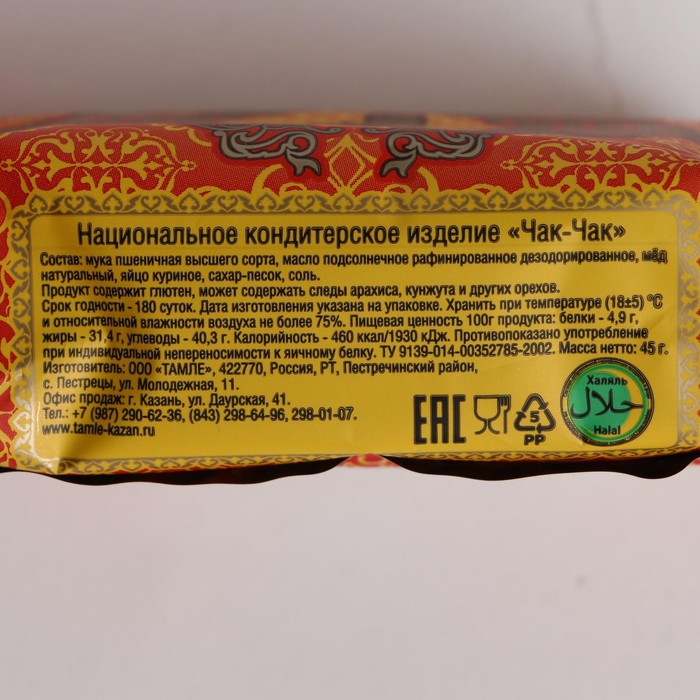 Национальное кондитерское изделие «Чак-Чак»
Состав: мука пшеничная высшего сорта, масло подсолнечное рафинированное дезодорированное, мёд
натуральный, яйцо куриное, сахар-песок, соль.
Продукт содержит глютен, может содержать следы арахиса, кунжута и других орехов.
Срок годности - 180 суток. Дата изготовления указана на упаковке. Хранить при температуре (18±5) °С
и относительной влажности воздуха не более 75%. Пищевая ценность 100г продукта: белки - 4,9 г,
жиры - 31,4 г, углеводы - 40,3 г. Калорийность - 460 ккал/1930 кДж. Противопоказано употребление
при индивидуальной непереносимости к яичному белку. ТУ 9139-014-00352785-2002. Масса нетто: 45 г.
Изготовитель: ООО «ТАМЛЕ», 422770, Россия, РТ, Пестречинский район,
с. Пестрецы, ул. Молодежная, 11.
Офис продаж: г. Казань, ул. Даурская, 41.
Тел.: +7 (987) 290-62-36, (843) 298-64-96, 298-01-07.
www.tamle-kazan.ru
ЕАС
5
PP
Халяль
حلال
Halal